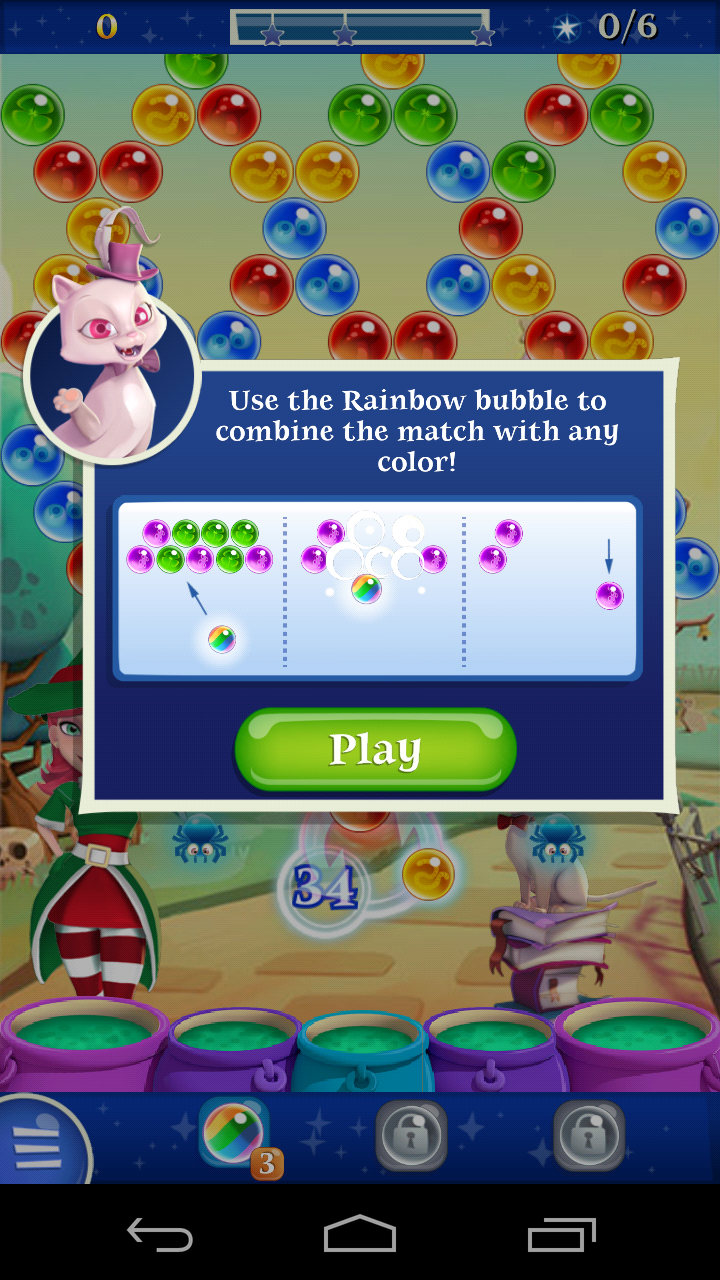 0
0/6
Use the Rainbow bubble to
combine the match with any
color!
Play
34
3